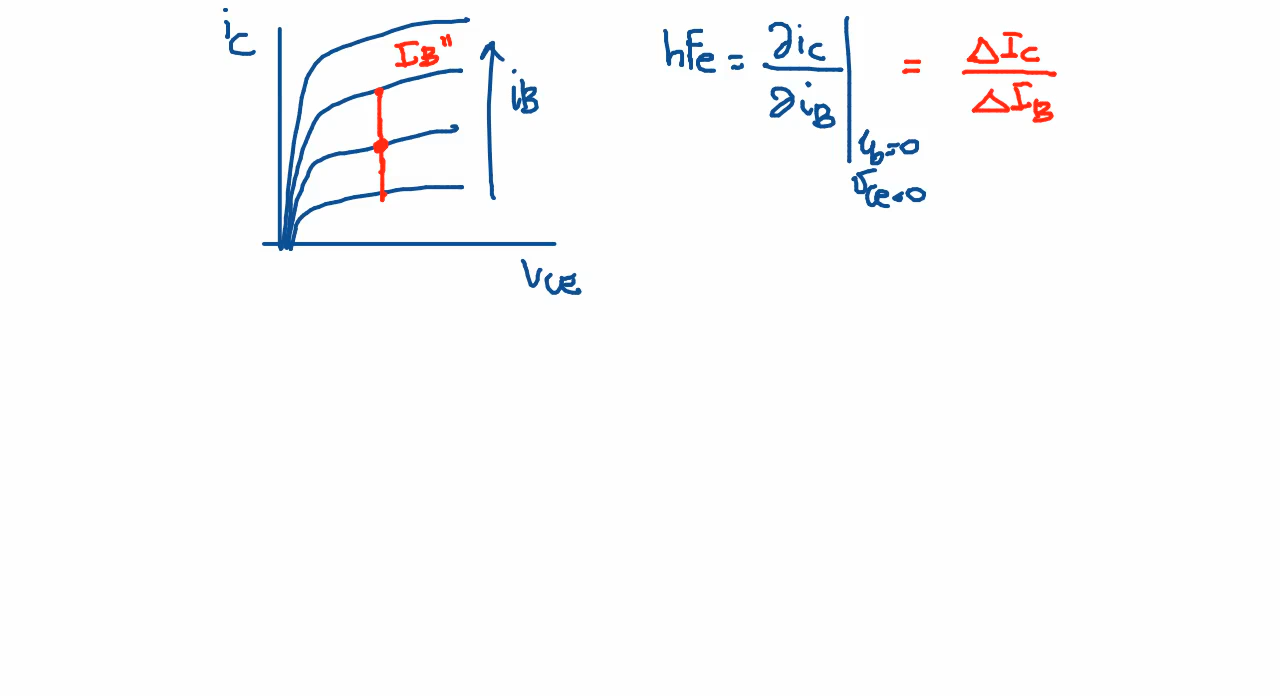 iC
IB"
iB
VCE
hFe = ∂iC / ∂iB | = ΔIC / ΔIB
ib=0
vce=0